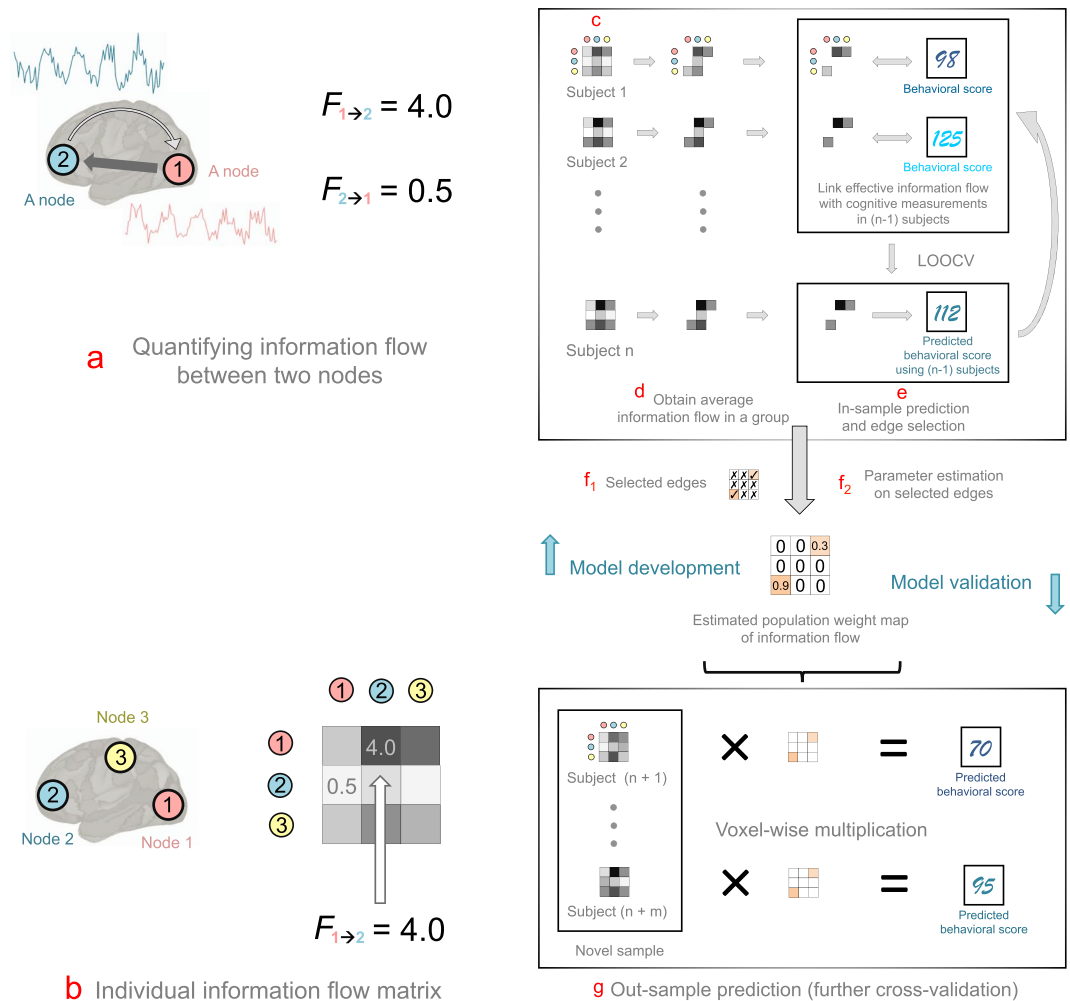 2
1
A node
A node
F1→2 = 4.0
F2→1 = 0.5
a
Quantifying information flow
between two nodes
Node 3
3
2
1
Node 2
Node 1
1 2 3
1
2
3
4.0
0.5
F1→2 = 4.0
b Individual information flow matrix
c
Subject 1
98
Behavioral score
Subject 2
125
Behavioral score
Link effective information flow
with cognitive measurements
in (n-1) subjects
LOOCV
Subject n
112
Predicted
behavioral score
using (n-1) subjects
d Obtain average
information flow in a group
e
In-sample prediction
and edge selection
f1 Selected edges
✗ ✗ ✓
✗ ✗ ✗
✓ ✗ ✗
f2 Parameter estimation
on selected edges
Model development
0 0 0.3
0 0 0
0.9 0 0
Model validation
Estimated population weight map
of information flow
Subject (n + 1)
× =
70
Predicted
behavioral score
Voxel-wise multiplication
Subject (n + m)
× =
95
Predicted
behavioral score
Novel sample
g Out-sample prediction (further cross-validation)